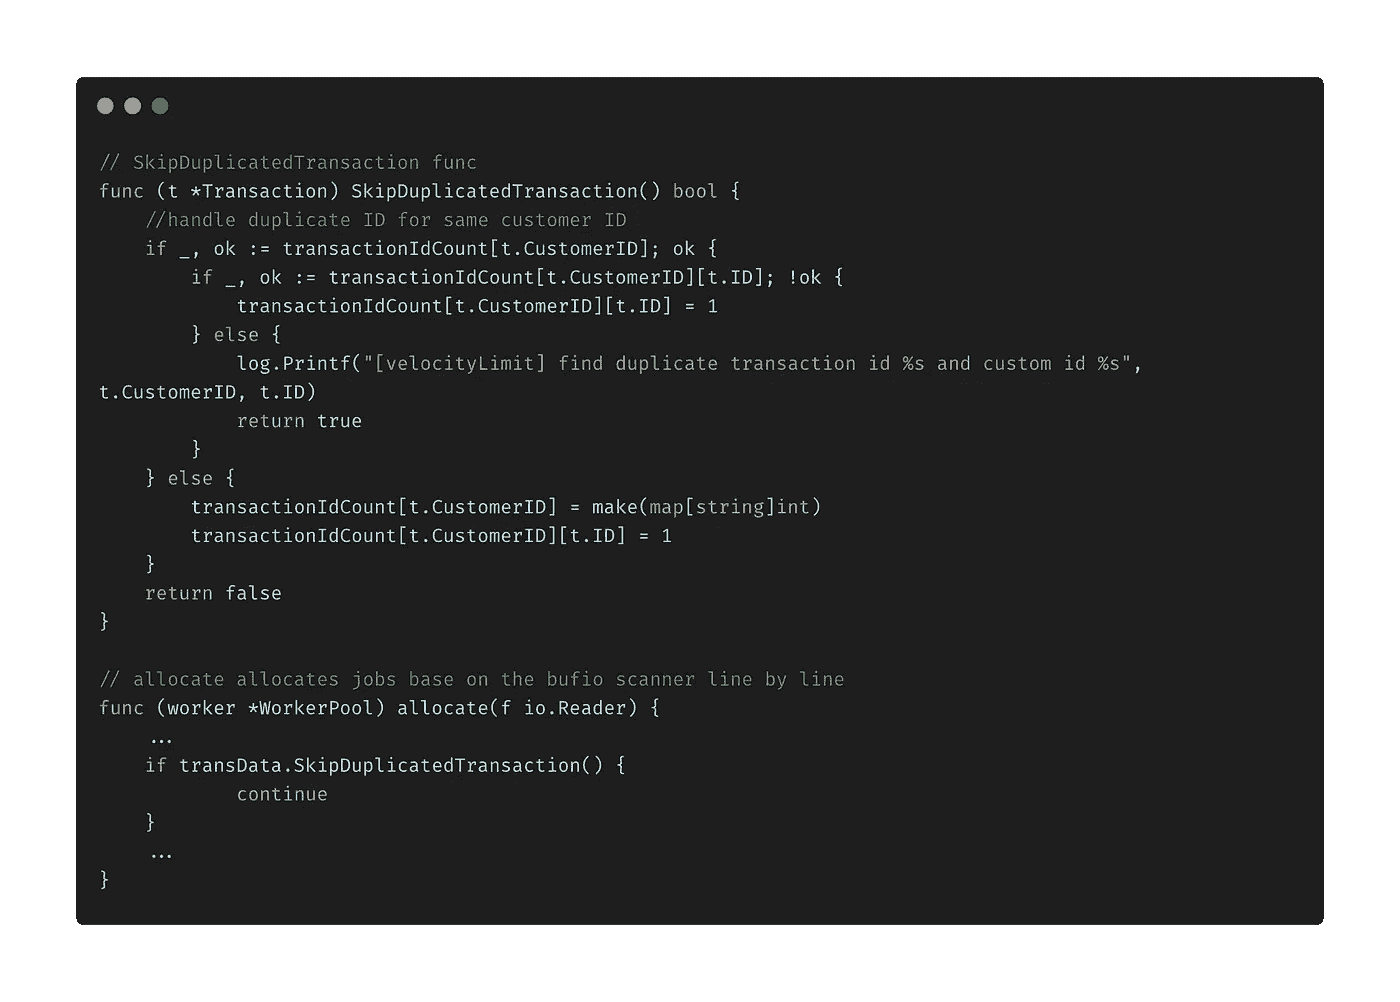 // SkipDuplicatedTransaction func
func (t *Transaction) SkipDuplicatedTransaction() bool {
    //handle duplicate ID for same customer ID
    if _, ok := transactionIdCount[t.CustomerID]; ok {
        if _, ok := transactionIdCount[t.CustomerID][t.ID]; !ok {
            transactionIdCount[t.CustomerID][t.ID] = 1
        } else {
            log.Printf("[velocityLimit] find duplicate transaction id %s and custom id %s",
t.CustomerID, t.ID)
            return true
        }
    } else {
        transactionIdCount[t.CustomerID] = make(map[string]int)
        transactionIdCount[t.CustomerID][t.ID] = 1
    }
    return false
}

// allocate allocates jobs base on the bufio scanner line by line
func (worker *WorkerPool) allocate(f io.Reader) {
    ...
    if transData.SkipDuplicatedTransaction() {
            continue
    }
    ...
}